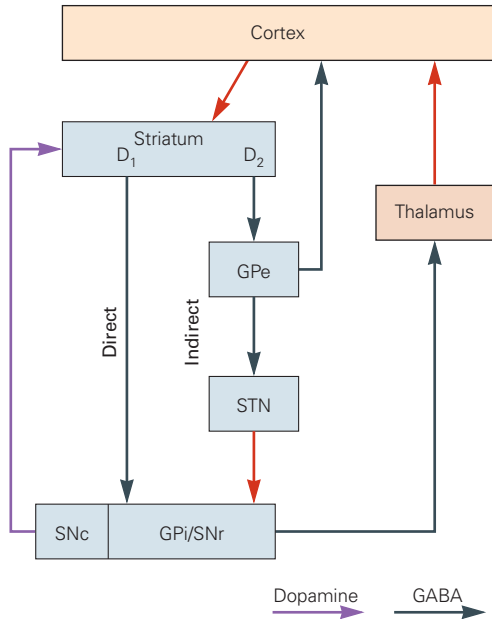 Cortex
Striatum
D1 D2
Thalamus
GPe
Direct
Indirect
STN
SNc GPi/SNr
Dopamine GABA